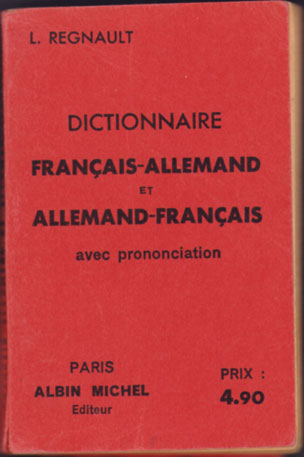 L. REGNAULT
DICTIONNAIRE
FRANÇAIS-ALLEMAND
ET
ALLEMAND-FRANÇAIS
avec prononciation
PARIS
ALBIN MICHEL
Editeur
PRIX :
4.90